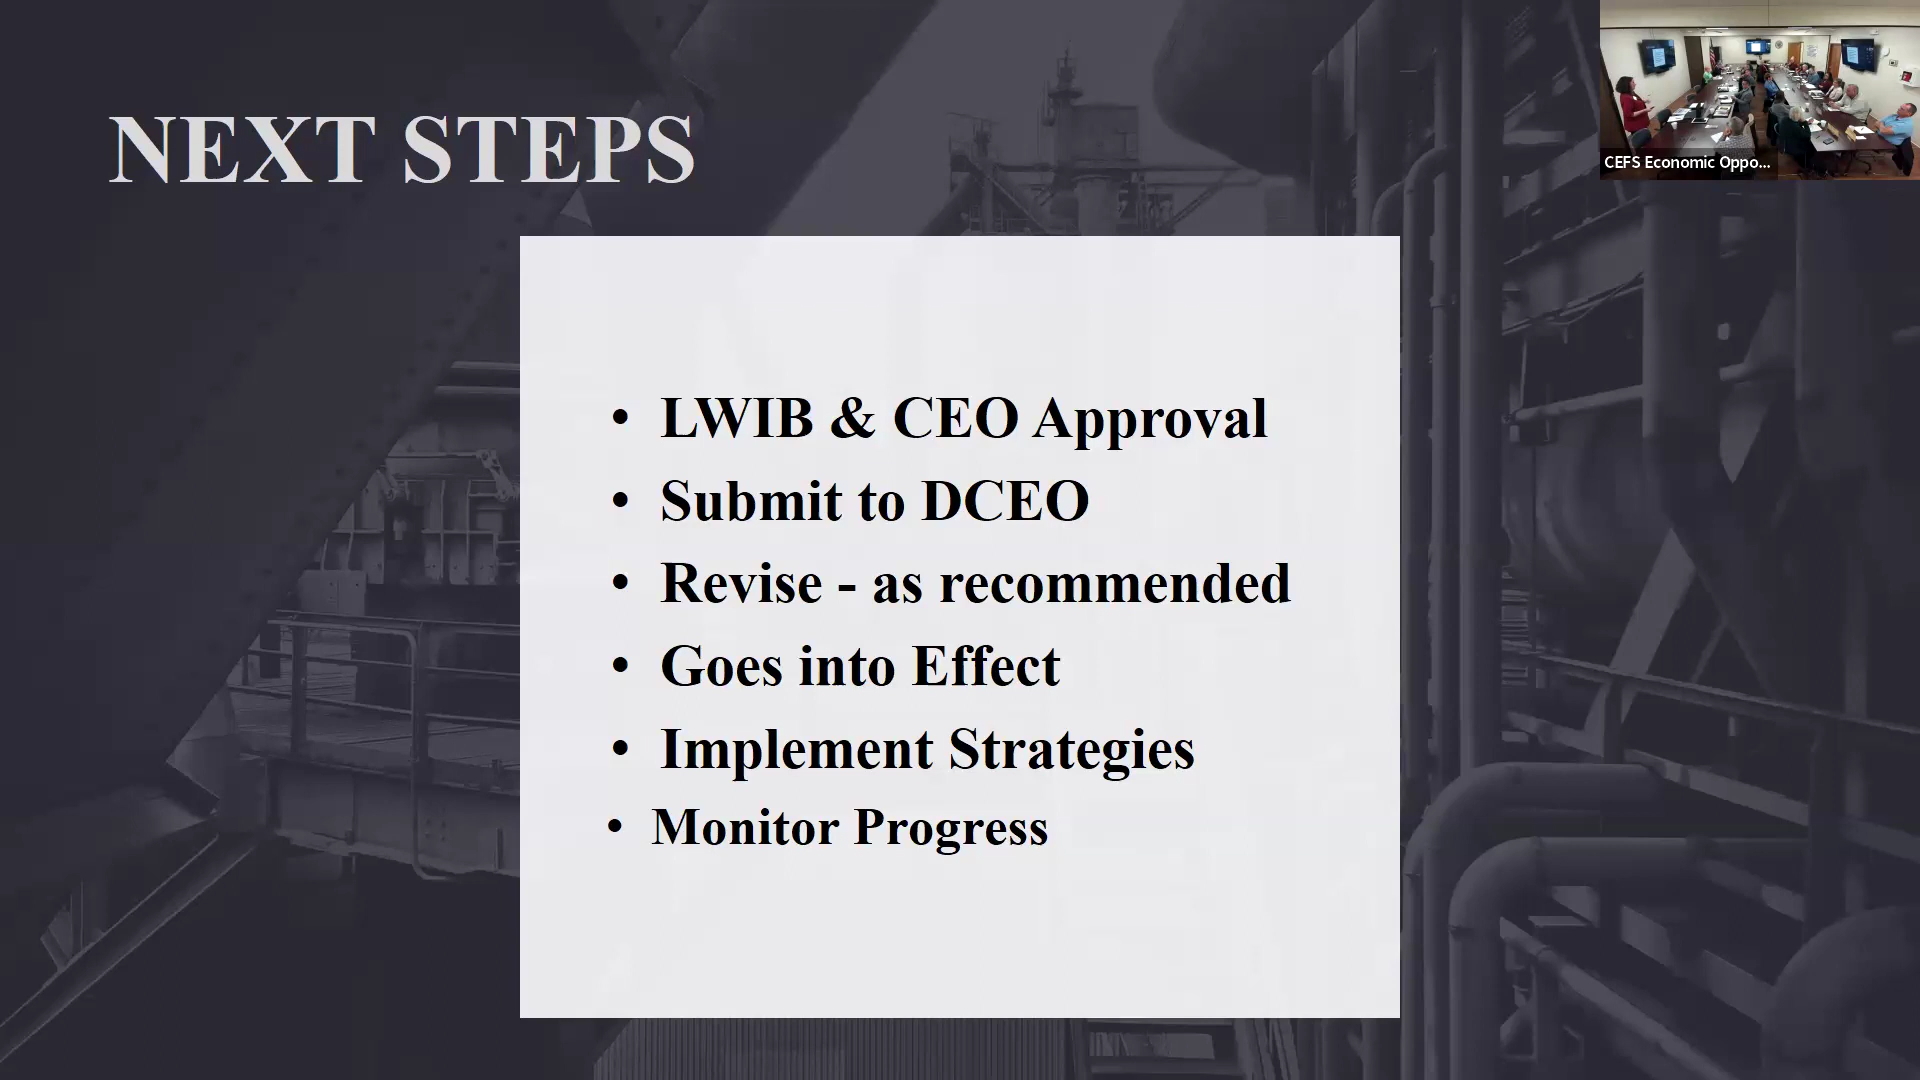 NEXT STEPS
CEFS Economic Oppo...
• LWIB & CEO Approval
• Submit to DCEO
• Revise - as recommended
• Goes into Effect
• Implement Strategies
• Monitor Progress